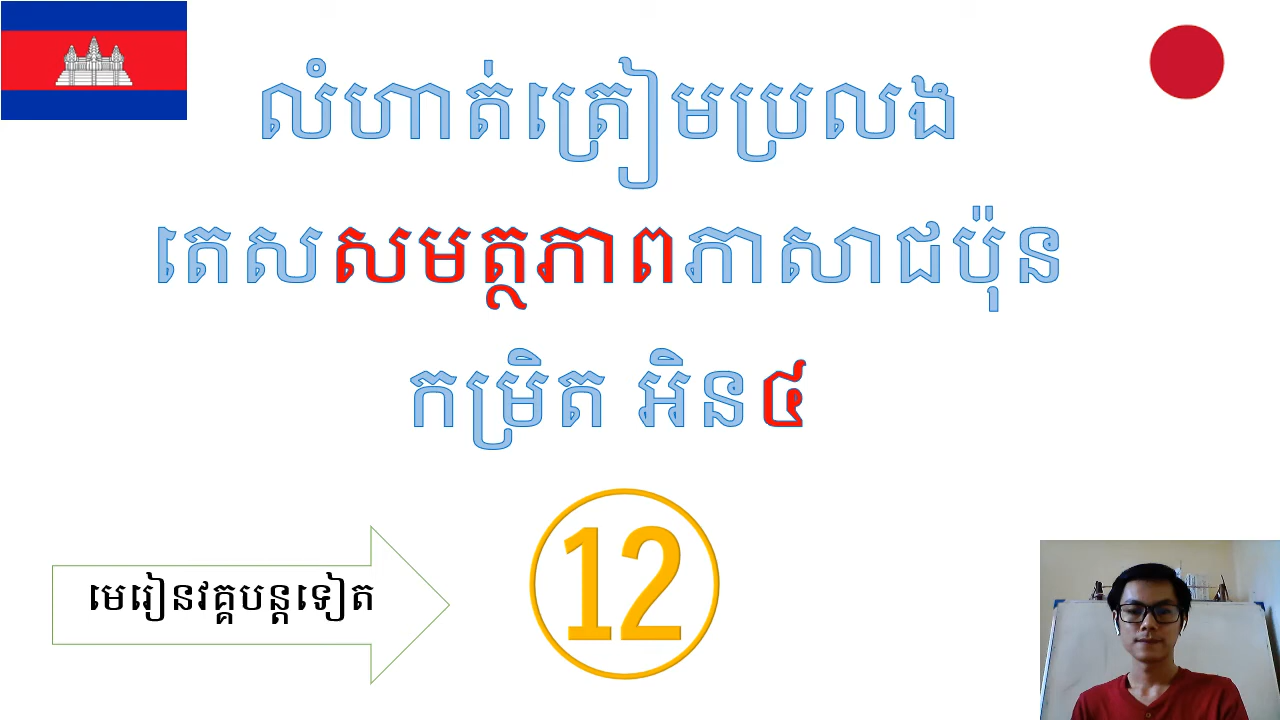 លំហាត់ត្រៀមប្រលង
តេសសមត្ថភាពភាសាជប៉ុន
កម្រិត អិន៤
12
មេរៀនវគ្គបន្តទៀត